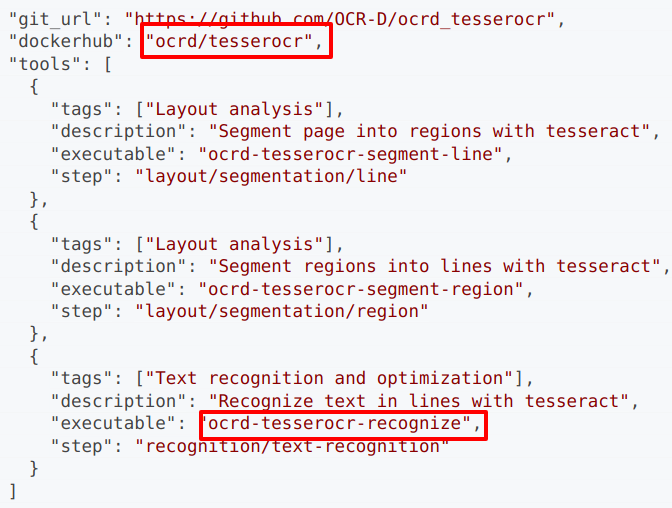 "git_url": "https://github.com/OCR-D/ocrd_tesserocr",
"dockerhub": "ocrd/tesserocr",
"tools": [
{
"tags": ["Layout analysis"],
"description": "Segment page into regions with tesseract",
"executable": "ocrd-tesserocr-segment-line",
"step": "layout/segmentation/line"
},
{
"tags": ["Layout analysis"],
"description": "Segment regions into lines with tesseract",
"executable": "ocrd-tesserocr-segment-region",
"step": "layout/segmentation/region"
},
{
"tags": ["Text recognition and optimization"],
"description": "Recognize text in lines with tesseract",
"executable": "ocrd-tesserocr-recognize",
"step": "recognition/text-recognition"
}
]